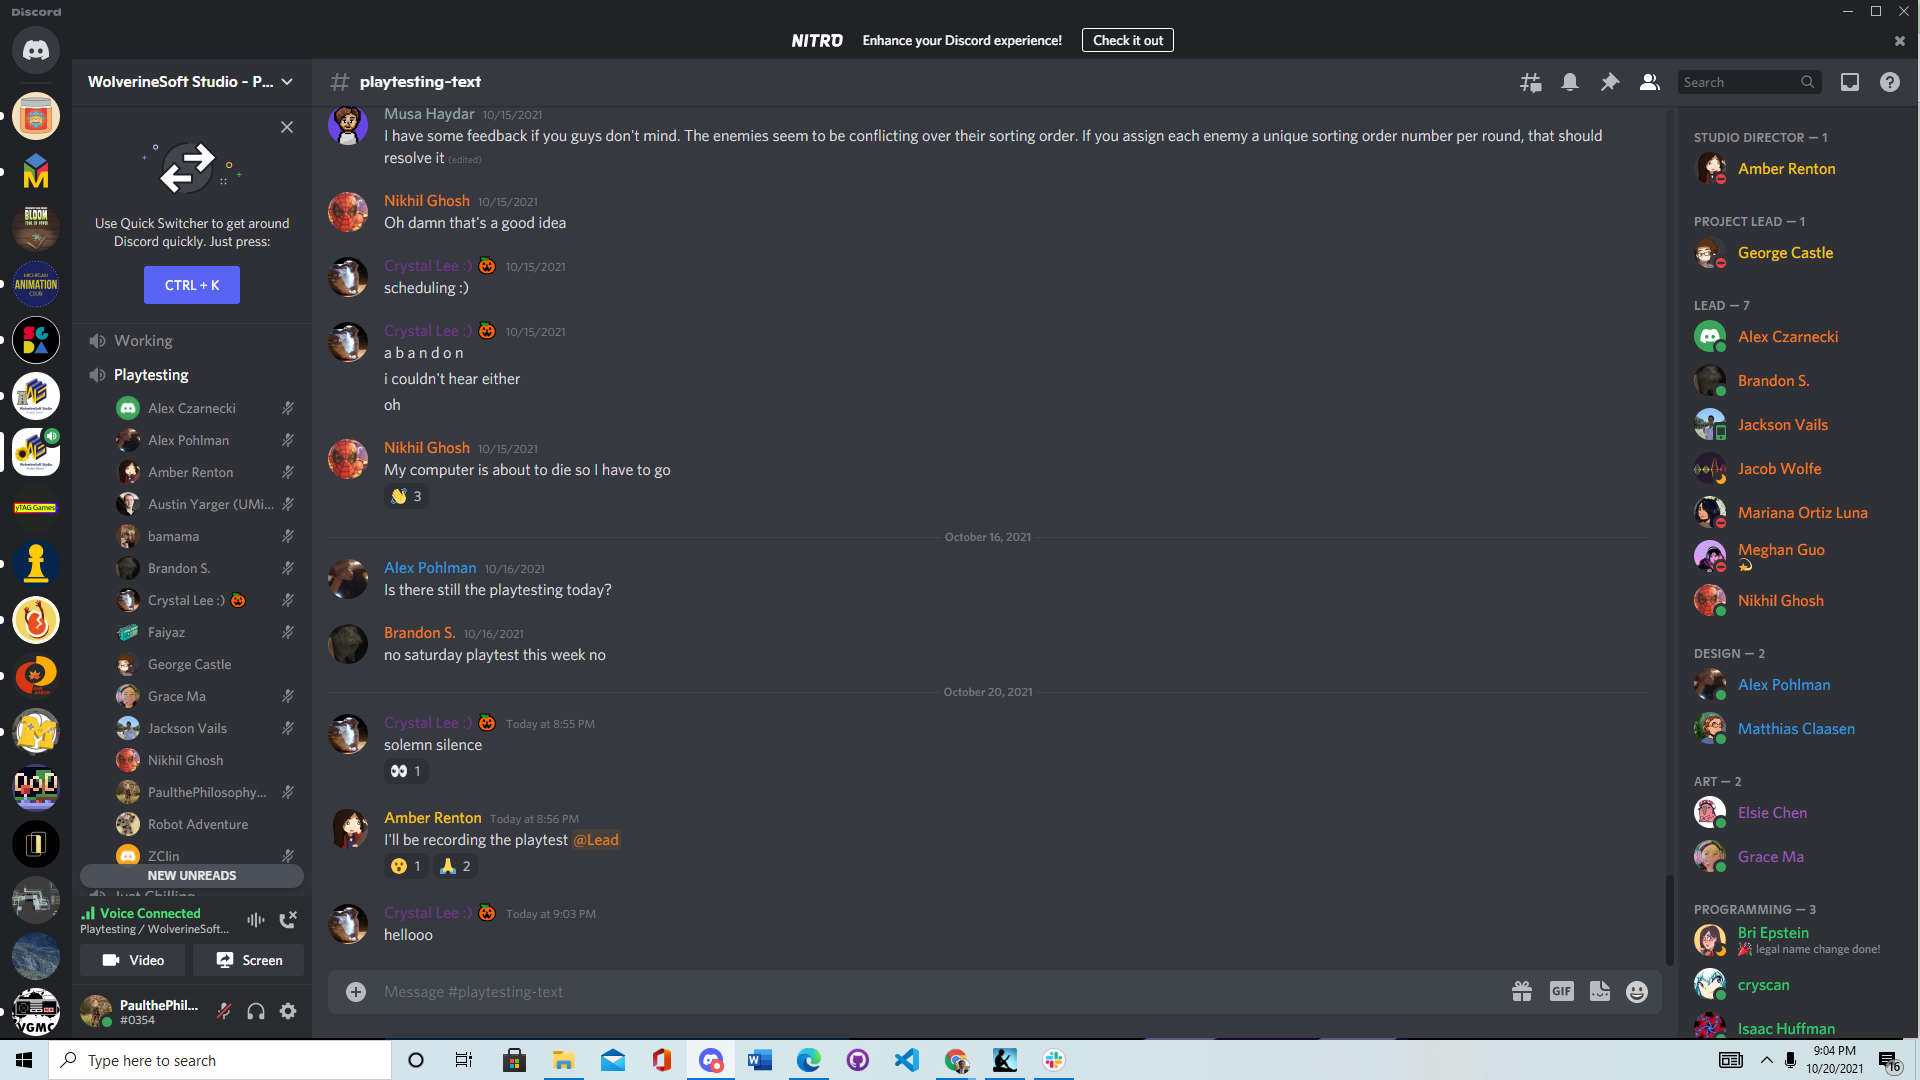 Discord
NITRO
Enhance your Discord experience!
Check it out
WolverineSoft Studio - P...
playtesting-text
Search
Use Quick Switcher to get around
Discord quickly. Just press:
CTRL + K
Working
Playtesting
Alex Czarnecki
Alex Pohlman
Amber Renton
Austin Yarger (UMi...
bamama
Brandon S.
Crystal Lee :)
Faiyaz
George Castle
Grace Ma
Jackson Vails
Nikhil Ghosh
PaulthePhilosophy...
Robot Adventure
ZClin
NEW UNREADS
Just Chilling
Voice Connected
Playtesting / WolverineSoft...
Video
Screen
PaulthePhil...
#0354
Musa Haydar 10/15/2021
I have some feedback if you guys don't mind. The enemies seem to be conflicting over their sorting order. If you assign each enemy a unique sorting order number per round, that should
resolve it (edited)
Nikhil Ghosh 10/15/2021
Oh damn that's a good idea
Crystal Lee :) 10/15/2021
scheduling :)
Crystal Lee :) 10/15/2021
a b a n d o n
i couldn't hear either
oh
Nikhil Ghosh 10/15/2021
My computer is about to die so I have to go
3
October 16, 2021
Alex Pohlman 10/16/2021
Is there still the playtesting today?
Brandon S. 10/16/2021
no saturday playtest this week no
October 20, 2021
Crystal Lee :) Today at 8:55 PM
solemn silence
1
Amber Renton Today at 8:56 PM
I'll be recording the playtest @Lead
1 2
Crystal Lee :) Today at 9:03 PM
hellooo
Message #playtesting-text
GIF
STUDIO DIRECTOR — 1
Amber Renton
PROJECT LEAD — 1
George Castle
LEAD — 7
Alex Czarnecki
Brandon S.
Jackson Vails
Jacob Wolfe
Mariana Ortiz Luna
Meghan Guo
Nikhil Ghosh
DESIGN — 2
Alex Pohlman
Matthias Claasen
ART — 2
Elsie Chen
Grace Ma
PROGRAMMING — 3
Bri Epstein
legal name change done!
cryscan
Isaac Huffman
BLOOM
MICHIGAN
ANIMATION
CLUB
yTAG Games
VGMC
Type here to search
9:04 PM
10/20/2021
16